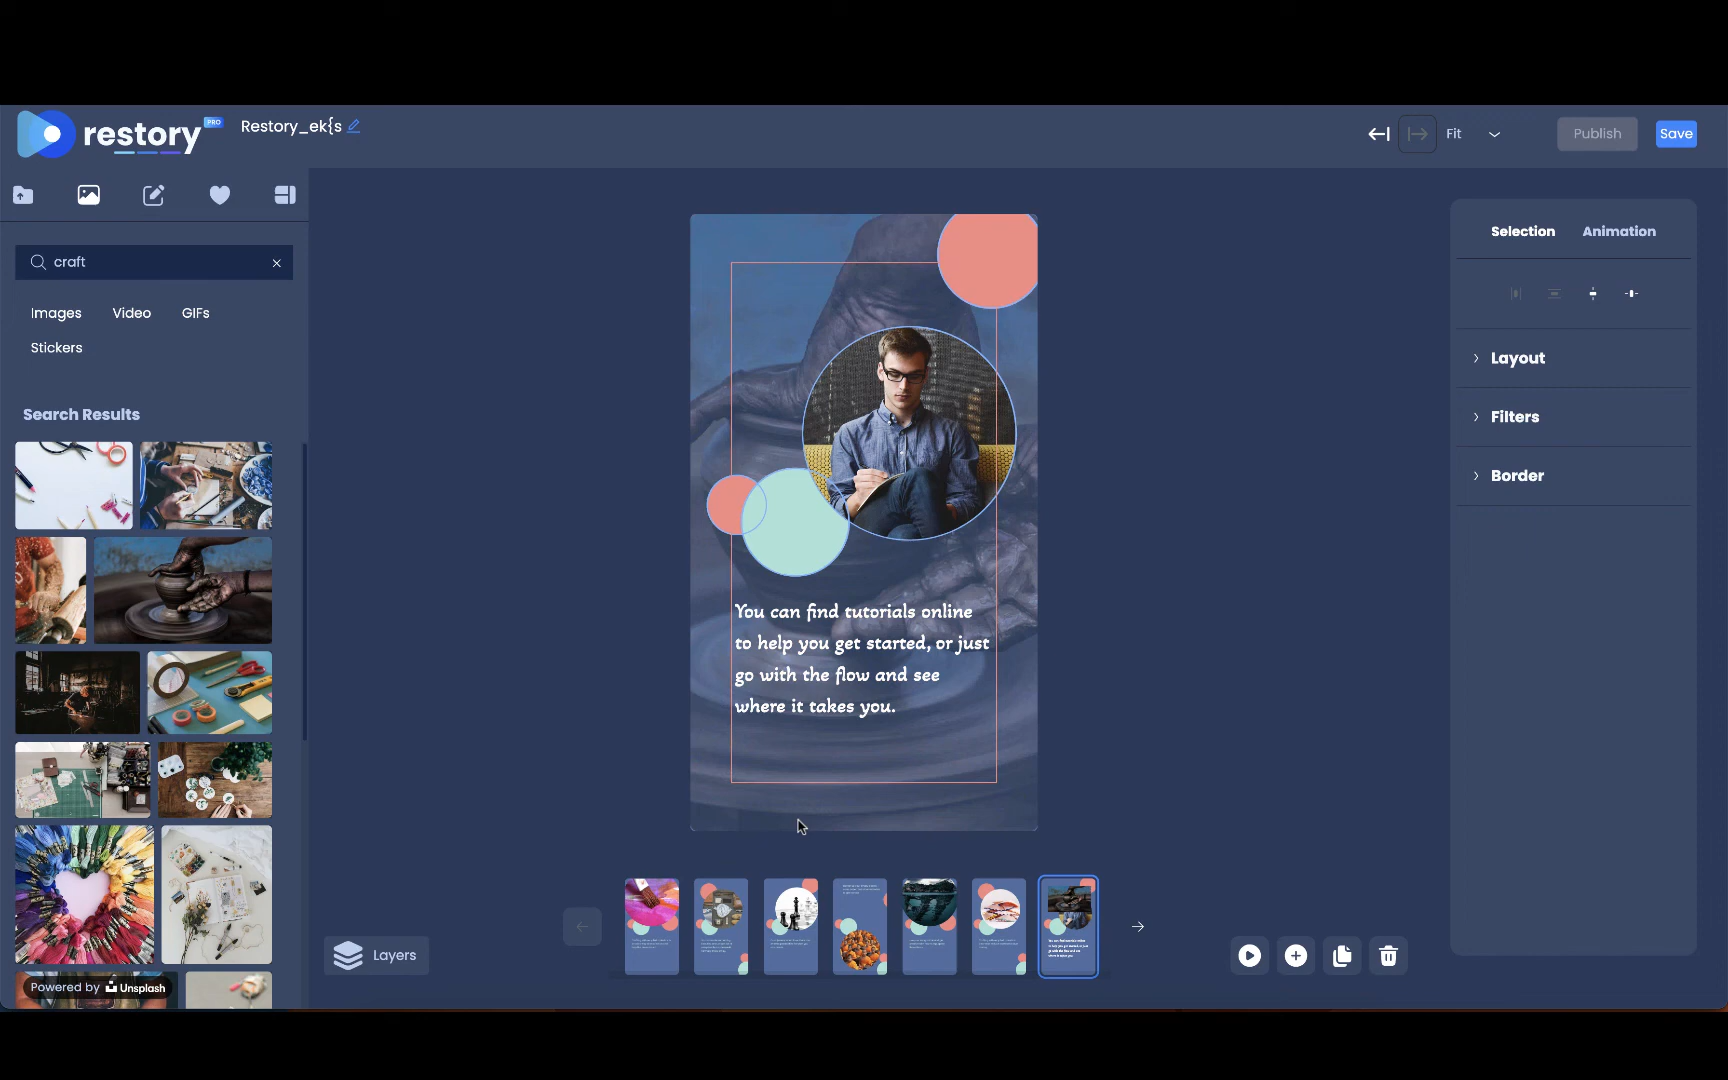 restory PRO
Restory_ek{s
Fit
Publish
Save
craft
Images Video GIFs
Stickers
Search Results
Powered by Unsplash
You can find tutorials online
to help you get started, or just
go with the flow and see
where it takes you.
Layers
Selection Animation
Layout
Filters
Border